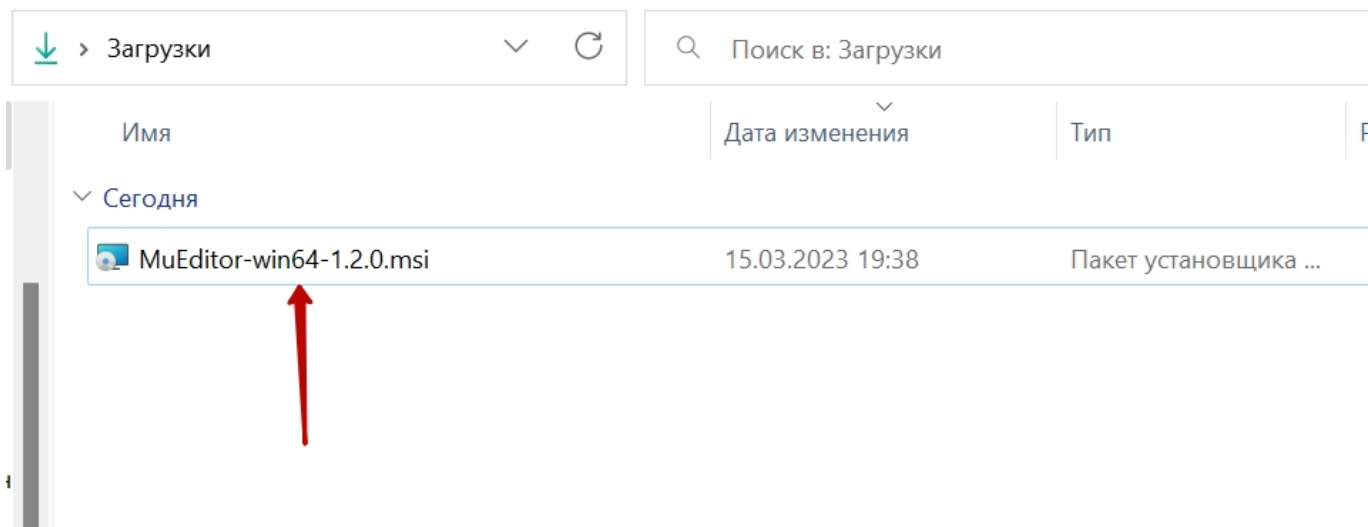 Загрузки
Поиск в: Загрузки
Имя
Дата изменения
Тип
Сегодня
MuEditor-win64-1.2.0.msi
15.03.2023 19:38
Пакет установщика ...